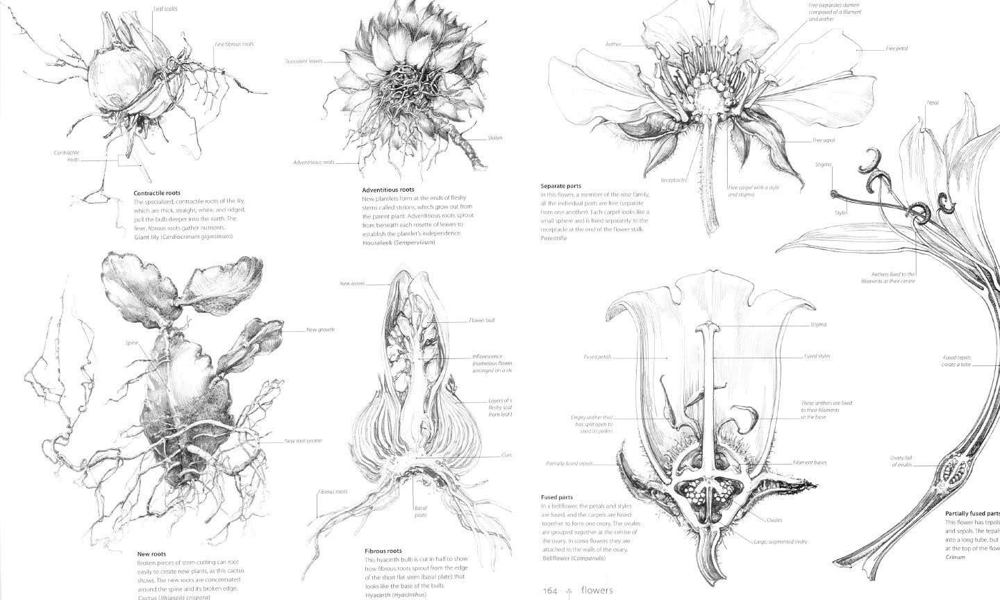 Leaf scales
Fine fibrous roots
Contractile
roots
Contractile roots
The specialized, contractile roots of the lily,
which are thick, straight, white, and ridged,
pull the bulb deeper into the earth. The
finer, fibrous roots gather nutrients.
Giant lily (Cardiocrinum giganteum)
Succulent leaves
Stolon
Adventitious roots
Adventitious roots
New plantlets form at the ends of fleshy
stems called stolons, which grow out from
the parent plant. Adventitious roots sprout
from beneath each rosette of leaves to
establish the plantlet's independence.
Houseleek (Sempervivum)
New growth
Spine
New root system
New roots
Broken pieces of stem cutting can root
easily to create new plants, as this cactus
shows. The new roots are concentrated
around the spine and its broken edge.
Cactus (Rhipsalis crispata)
New leaves
Flower bud
Inflorescence
(numerous flowe
arranged on a ste
Layers of s
fleshy scal
from leaf b
Corr
Fibrous roots
Basal
plate
Fibrous roots
This hyacinth bulb is cut in half to show
how fibrous roots sprout from the edge
of the short flat stem (basal plate) that
looks like the base of the bulb.
Hyacinth (Hyacinthus)
Free (separate) stamen
composed of a filament
and anther
Anther
Free petal
Free sepal
Receptacle
Free carpel with a style
and stigma
Separate parts
In this flower, a member of the rose family,
all the individual parts are free (separate
from one another). Each carpel looks like a
small sphere and is fixed separately to the
receptacle at the end of the flower stalk.
Potentilla
Tepal
Stigma
Style
Anthers fixed to the
filaments at their centre
Fused tepals
create a tube
Ovary full
of ovules
Partially fused parts
This flower has tepals
and sepals. The tepals
into a long tube, but
at the top of the flow
Crinum
Stigma
Fused petals
Fused styles
Empty anther that
has split open to
shed its pollen
These anthers are fixed
to their filaments
at the base
Partially fused sepals
Filament bases
Ovules
Large, segmented ovary
Fused parts
In a bellflower, the petals and styles
are fused, and the carpels are fused
together to form one ovary. The ovules
are grouped together at the centre of
the ovary. In some flowers they are
attached to the walls of the ovary.
Bellflower (Campanula)
164 flowers